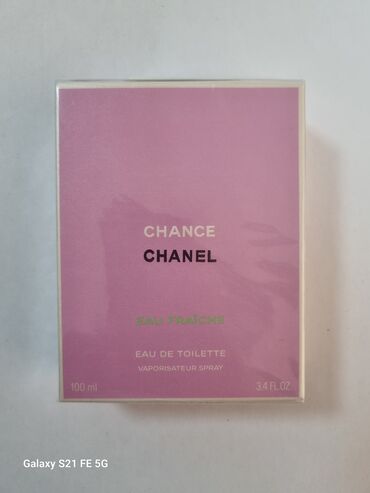 CHANCE
CHANEL
EAU FRAÎCHE
EAU DE TOILETTE
VAPORISATEUR SPRAY
100 ml 3.4 FL.OZ
Galaxy S21 FE 5G